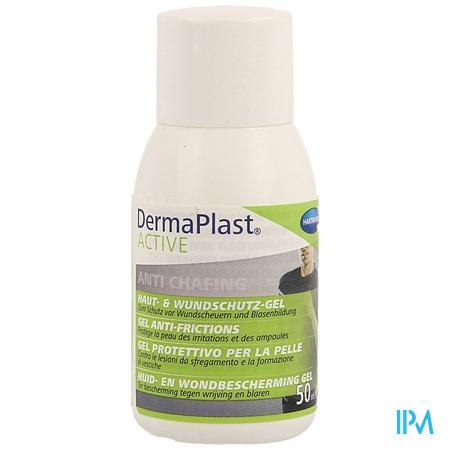 DermaPlast®
ACTIVE
HARTMANN
ANTI CHAFING
HAUT- & WUNDSCHUTZ-GEL
Zum Schutz vor Wundscheuern und Blasenbildung
GEL ANTI-FRICTIONS
Protège la peau des irritations et des ampoules
GEL PROTETTIVO PER LA PELLE
Contro le lesioni da sfregamento e la formazione
di vesciche
HUID- EN WONDBESCHERMING GEL
Ter bescherming tegen wrijving en blaren
50
IPM